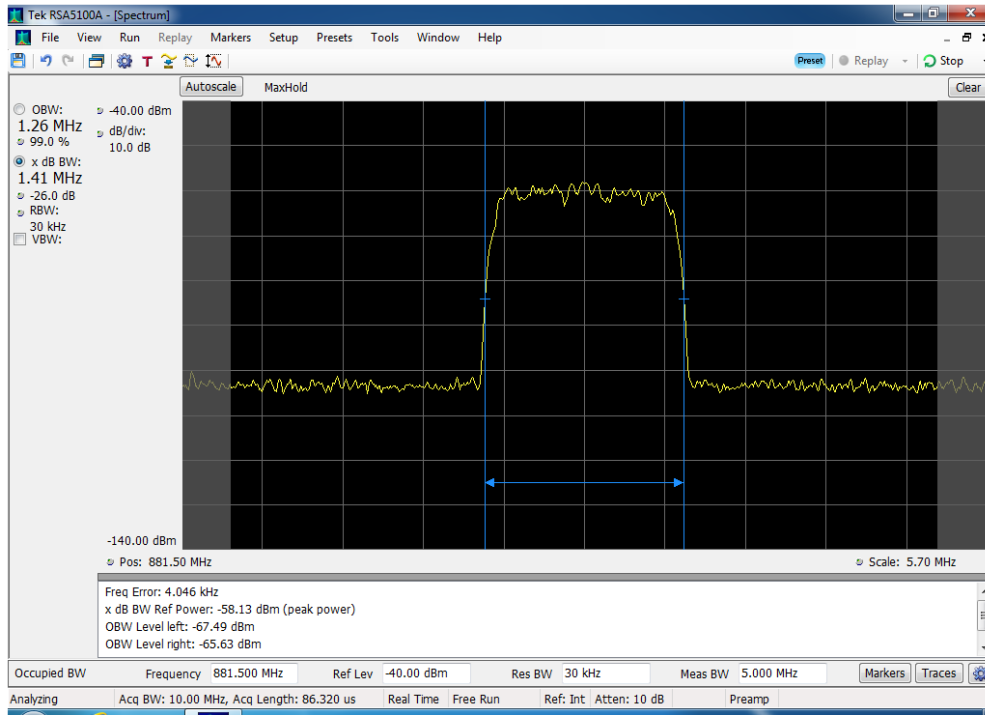 Tek RSA5100A - [Spectrum]
File View Run Replay Markers Setup Presets Tools Window Help
T Preset Replay Stop
Autoscale MaxHold Clear
OBW:
1.26 MHz
99.0 %
x dB BW:
1.41 MHz
-26.0 dB
RBW:
30 kHz
VBW:
-40.00 dBm
dB/div:
10.0 dB
-140.00 dBm
Pos: 881.50 MHz Scale: 5.70 MHz
Freq Error: 4.046 kHz
x dB BW Ref Power: -58.13 dBm (peak power)
OBW Level left: -67.49 dBm
OBW Level right: -65.63 dBm
Occupied BW Frequency 881.500 MHz Ref Lev -40.00 dBm Res BW 30 kHz Meas BW 5.000 MHz Markers Traces
Analyzing Acq BW: 10.00 MHz, Acq Length: 86.320 us Real Time Free Run Ref: Int Atten: 10 dB Preamp